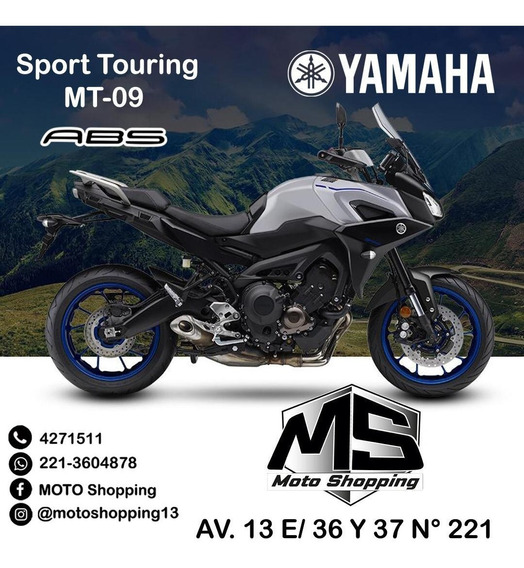 Sport Touring
MT-09
ABS
YAMAHA
MS
Moto Shopping
4271511
221-3604878
MOTO Shopping
@motoshopping13
AV. 13 E/ 36 Y 37 N° 221